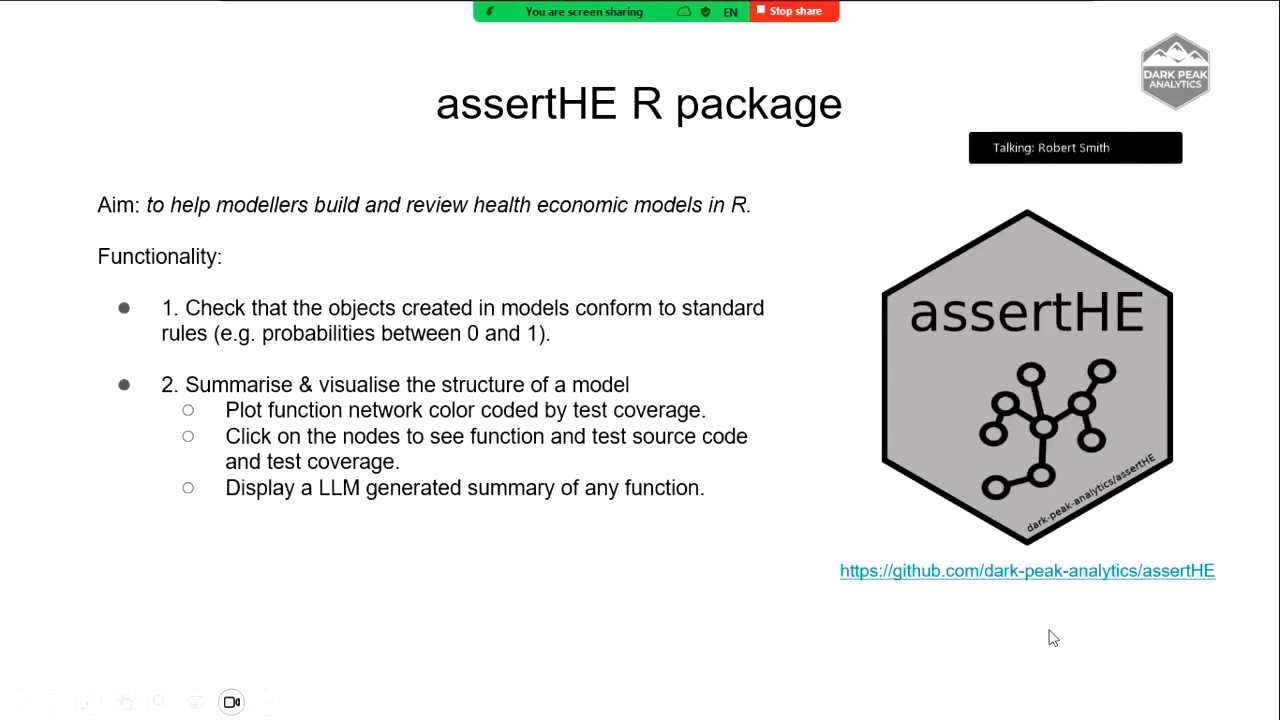 You are screen sharing EN Stop share
DARK PEAK
ANALYTICS
assertHE R package
Talking: Robert Smith
Aim: to help modellers build and review health economic models in R.
Functionality:
1. Check that the objects created in models conform to standard
rules (e.g. probabilities between 0 and 1).
2. Summarise & visualise the structure of a model
Plot function network color coded by test coverage.
Click on the nodes to see function and test source code
and test coverage.
Display a LLM generated summary of any function.
assertHE
dark-peak-analytics/assertHE
https://github.com/dark-peak-analytics/assertHE